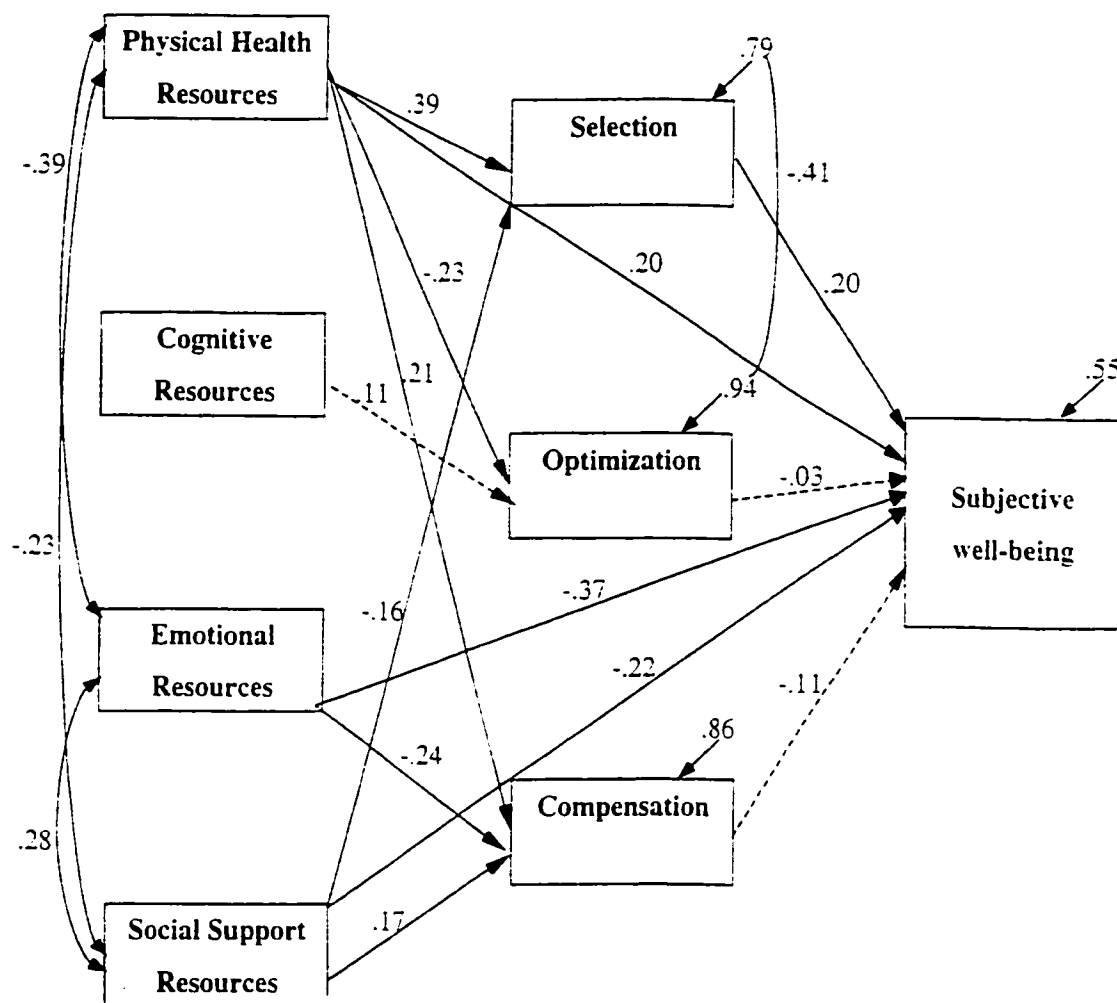 Physical Health
Resources
.79
.39
Selection
-.39
-.41
-.23
.20
.20
Cognitive
Resources
.21
.11
.94
.55
Optimization
-.03
Subjective
well-being
-.23
-.16
-.37
Emotional
Resources
-.22
-.11
-.24
.86
Compensation
.28
.17
Social Support
Resources